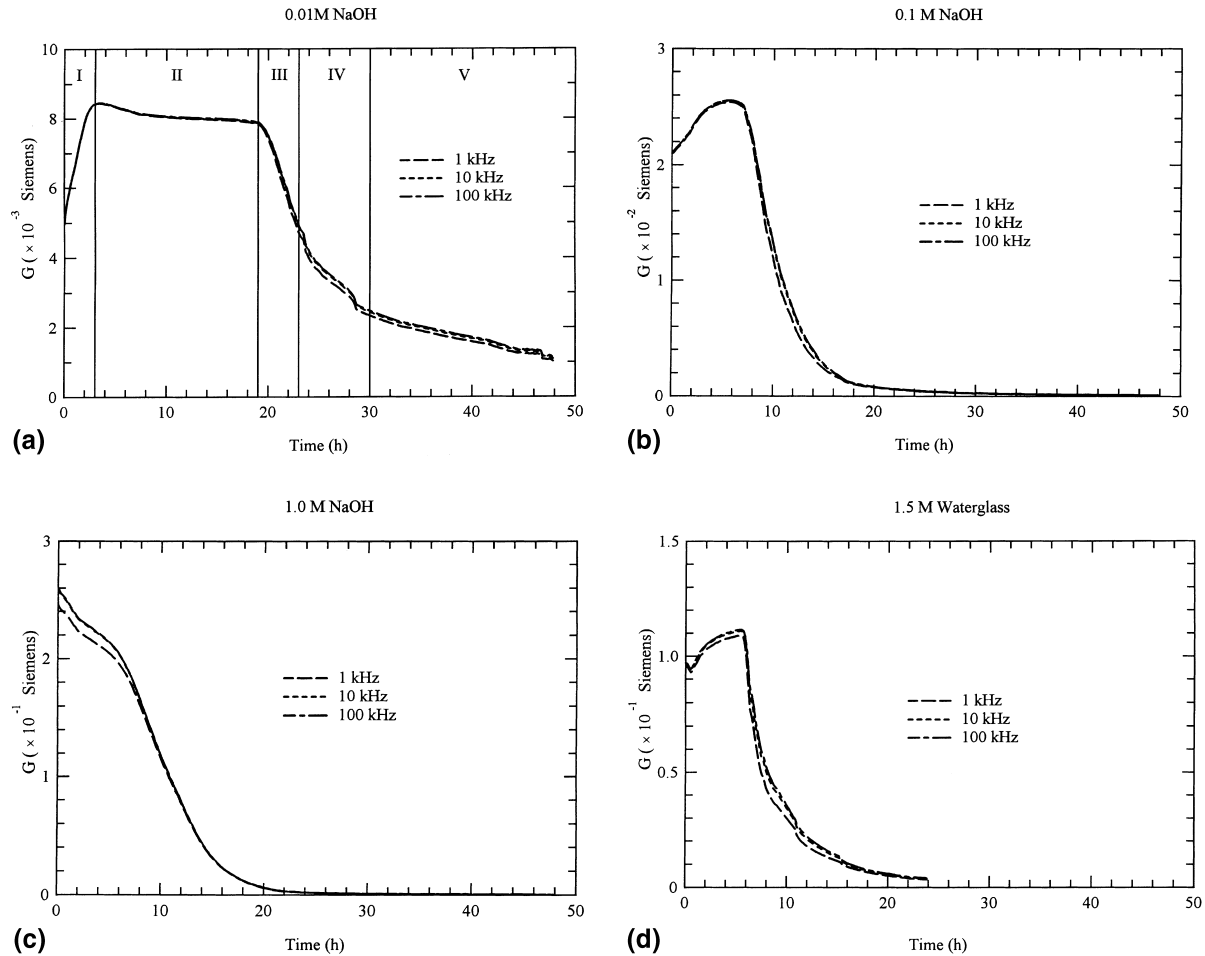 0.01M NaOH
10
8
6
4
2
0
G ( × 10 -3 Siemens)
I II III IV V
1 kHz
10 kHz
100 kHz
0 10 20 30 40 50
Time (h)
(a)
0.1 M NaOH
3
2
1
0
G ( × 10 -2 Siemens)
1 kHz
10 kHz
100 kHz
0 10 20 30 40 50
Time (h)
(b)
1.0 M NaOH
3
2
1
0
G ( × 10 -1 Siemens)
1 kHz
10 kHz
100 kHz
0 10 20 30 40 50
Time (h)
(c)
1.5 M Waterglass
1.5
1.0
0.5
0
G ( × 10 -1 Siemens)
1 kHz
10 kHz
100 kHz
0 10 20 30 40 50
Time (h)
(d)